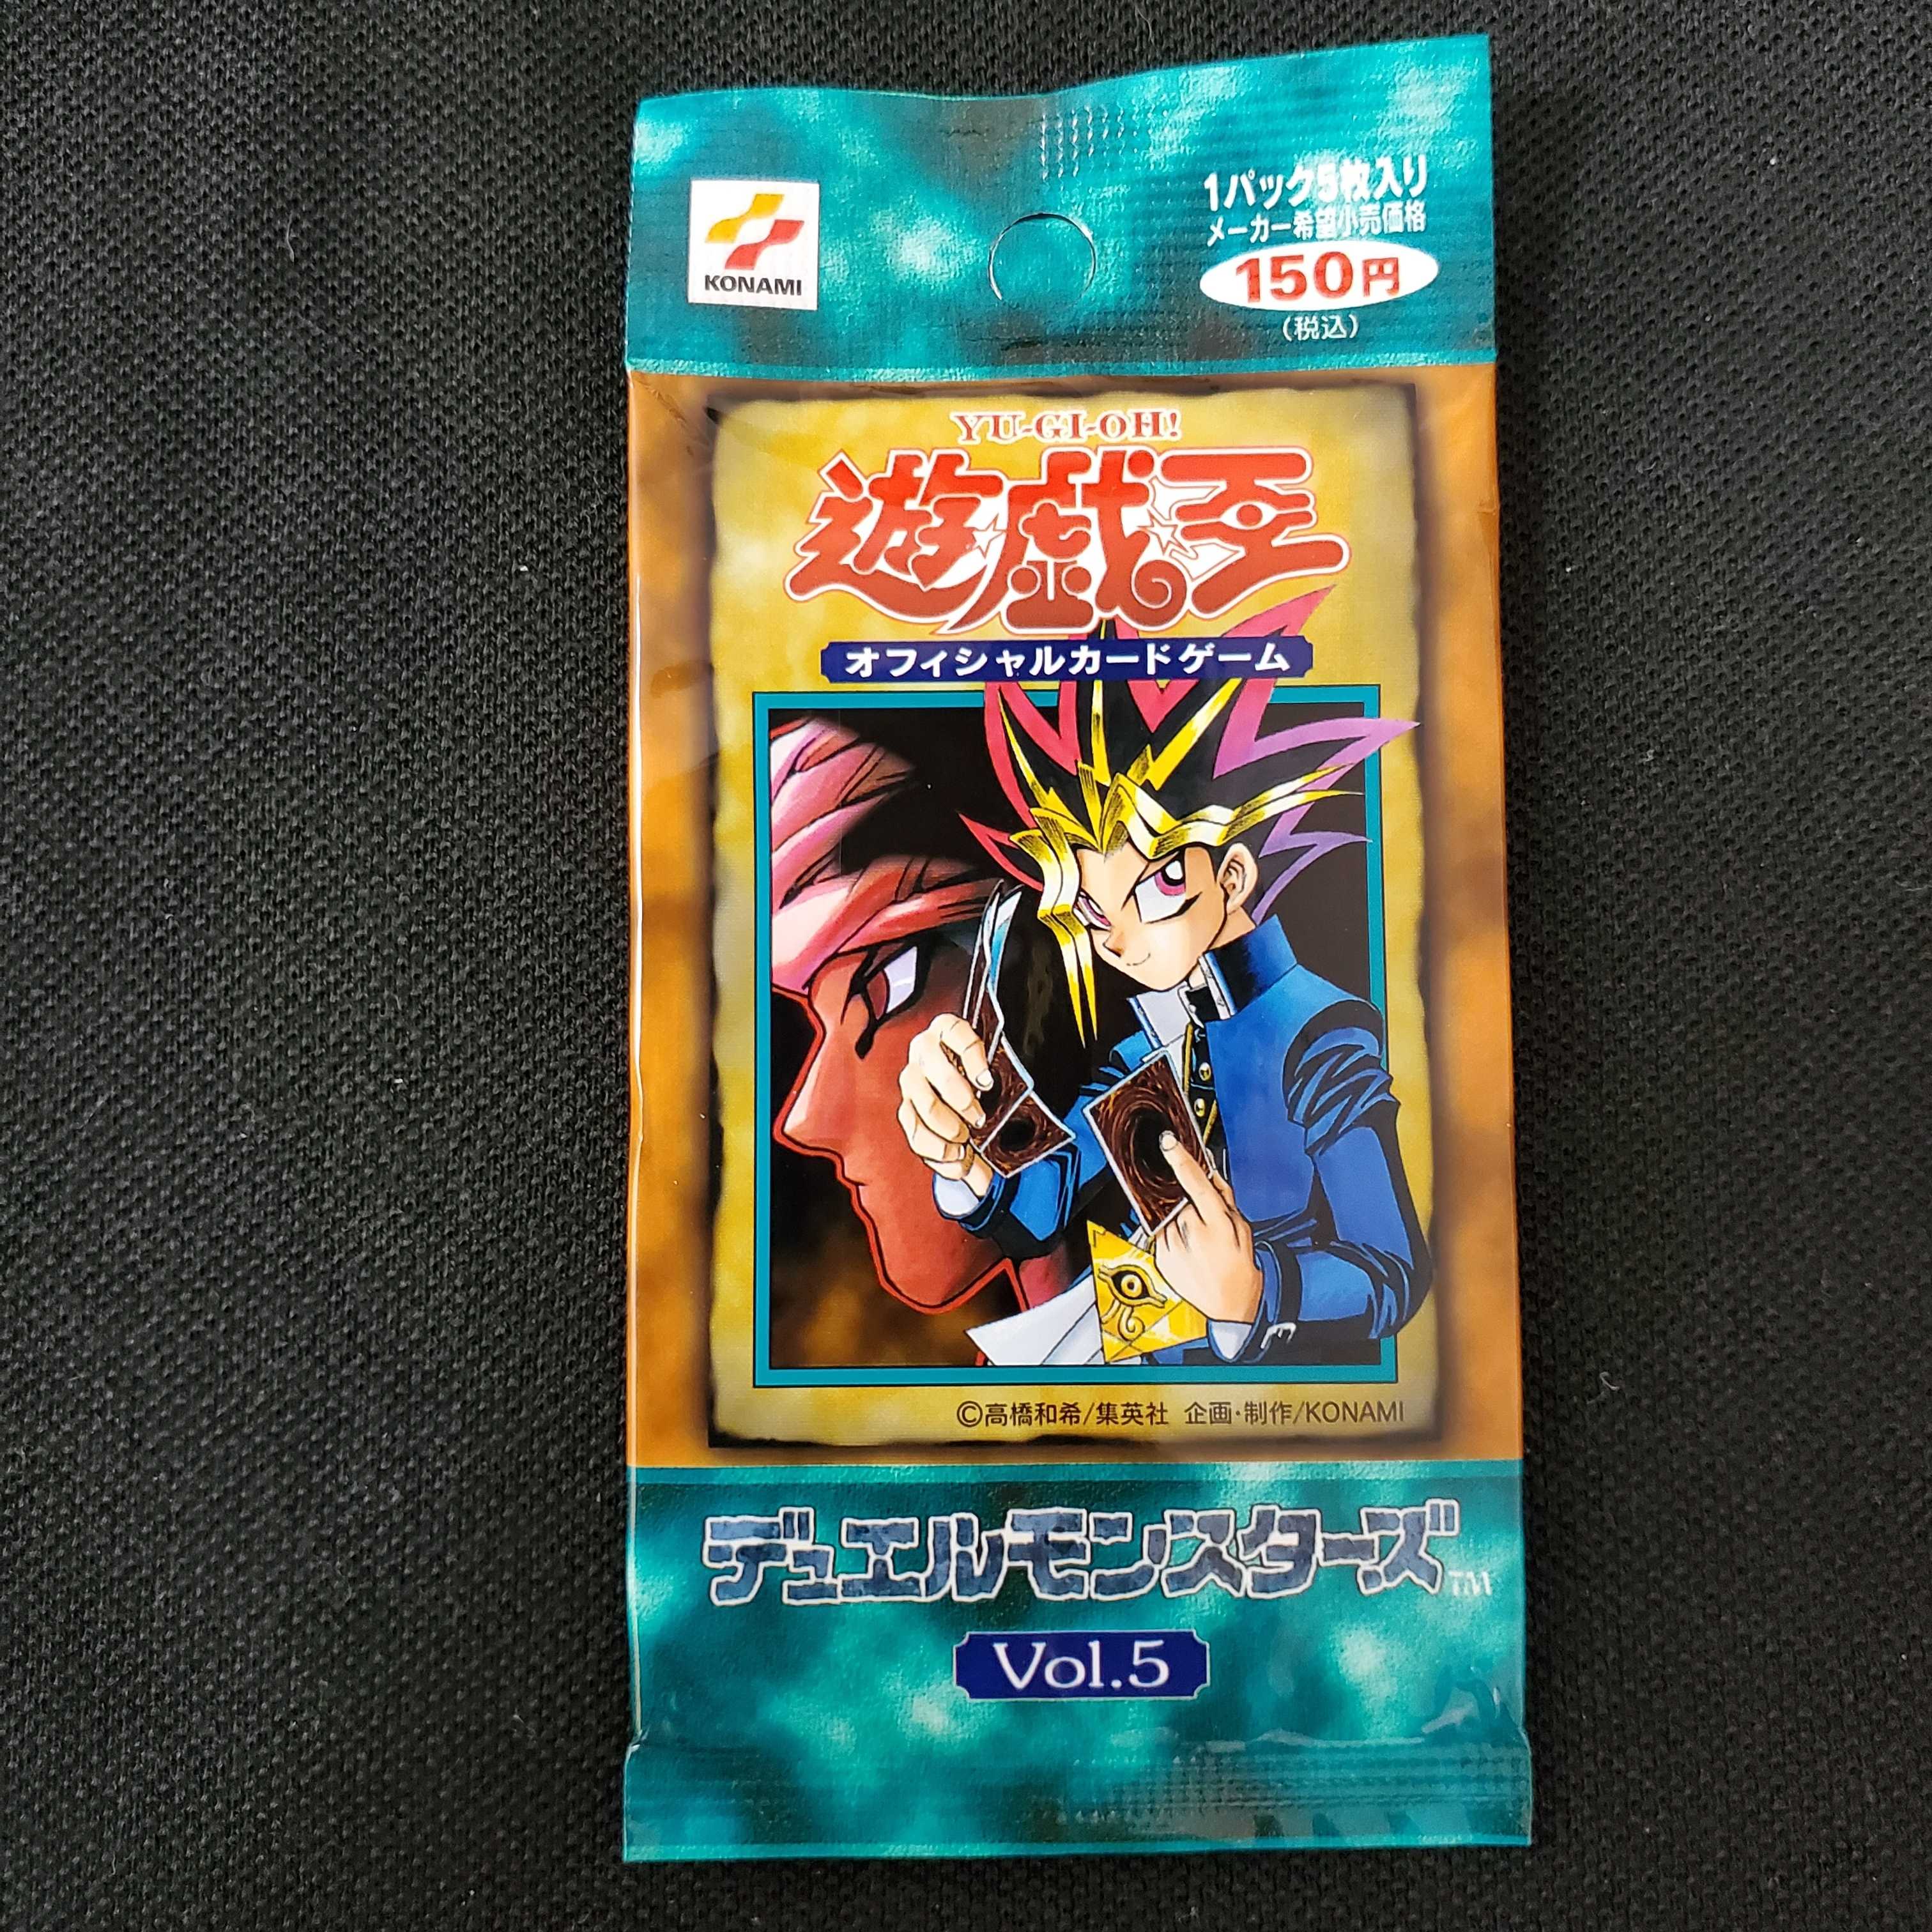 KONAMI
1パック5枚入り
メーカー希望小売価格
150円
(税込)
YU-GI-OH!
遊戯王
オフィシャルカードゲーム
©高橋和希/集英社 企画・制作/KONAMI
デュエルモンスターズ™
Vol.5